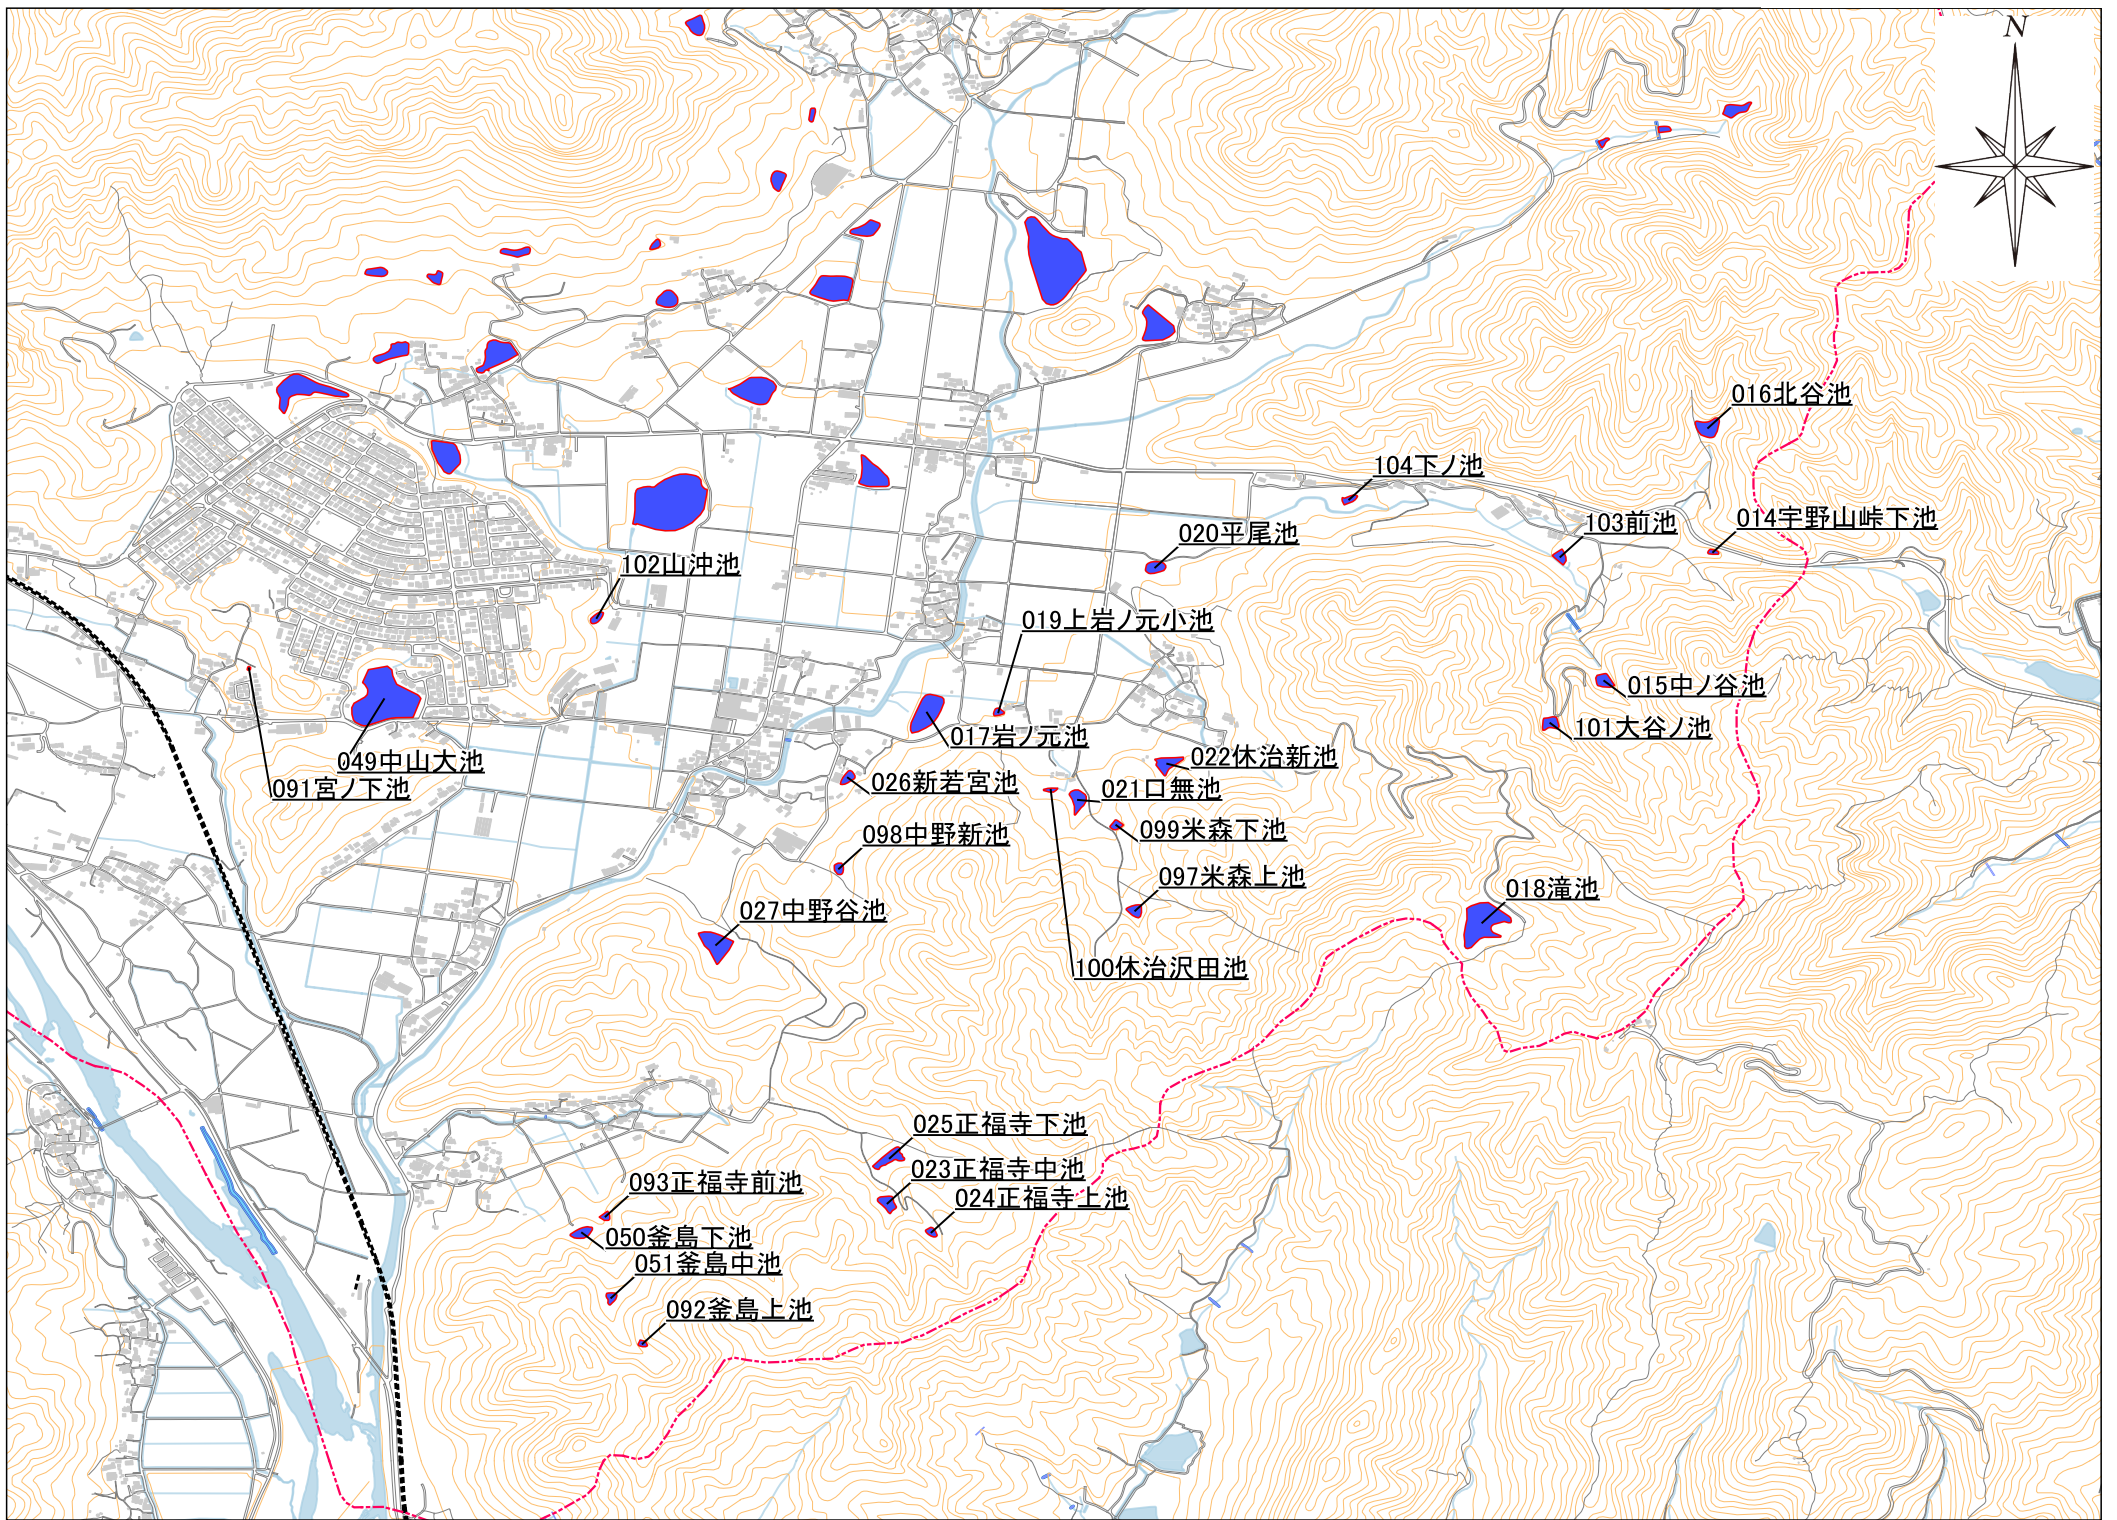 N
016北谷池
104下ノ池
014宇野山峠下池
103前池
020平尾池
102山沖池
019上岩ノ元小池
015中ノ谷池
101大谷ノ池
017岩ノ元池
022休治新池
049中山大池
026新若宮池
091宮ノ下池
021口無池
099米森下池
098中野新池
097米森上池
018滝池
027中野谷池
100休治沢田池
025正福寺下池
023正福寺中池
093正福寺前池
024正福寺上池
050釜島下池
051釜島中池
092釜島上池